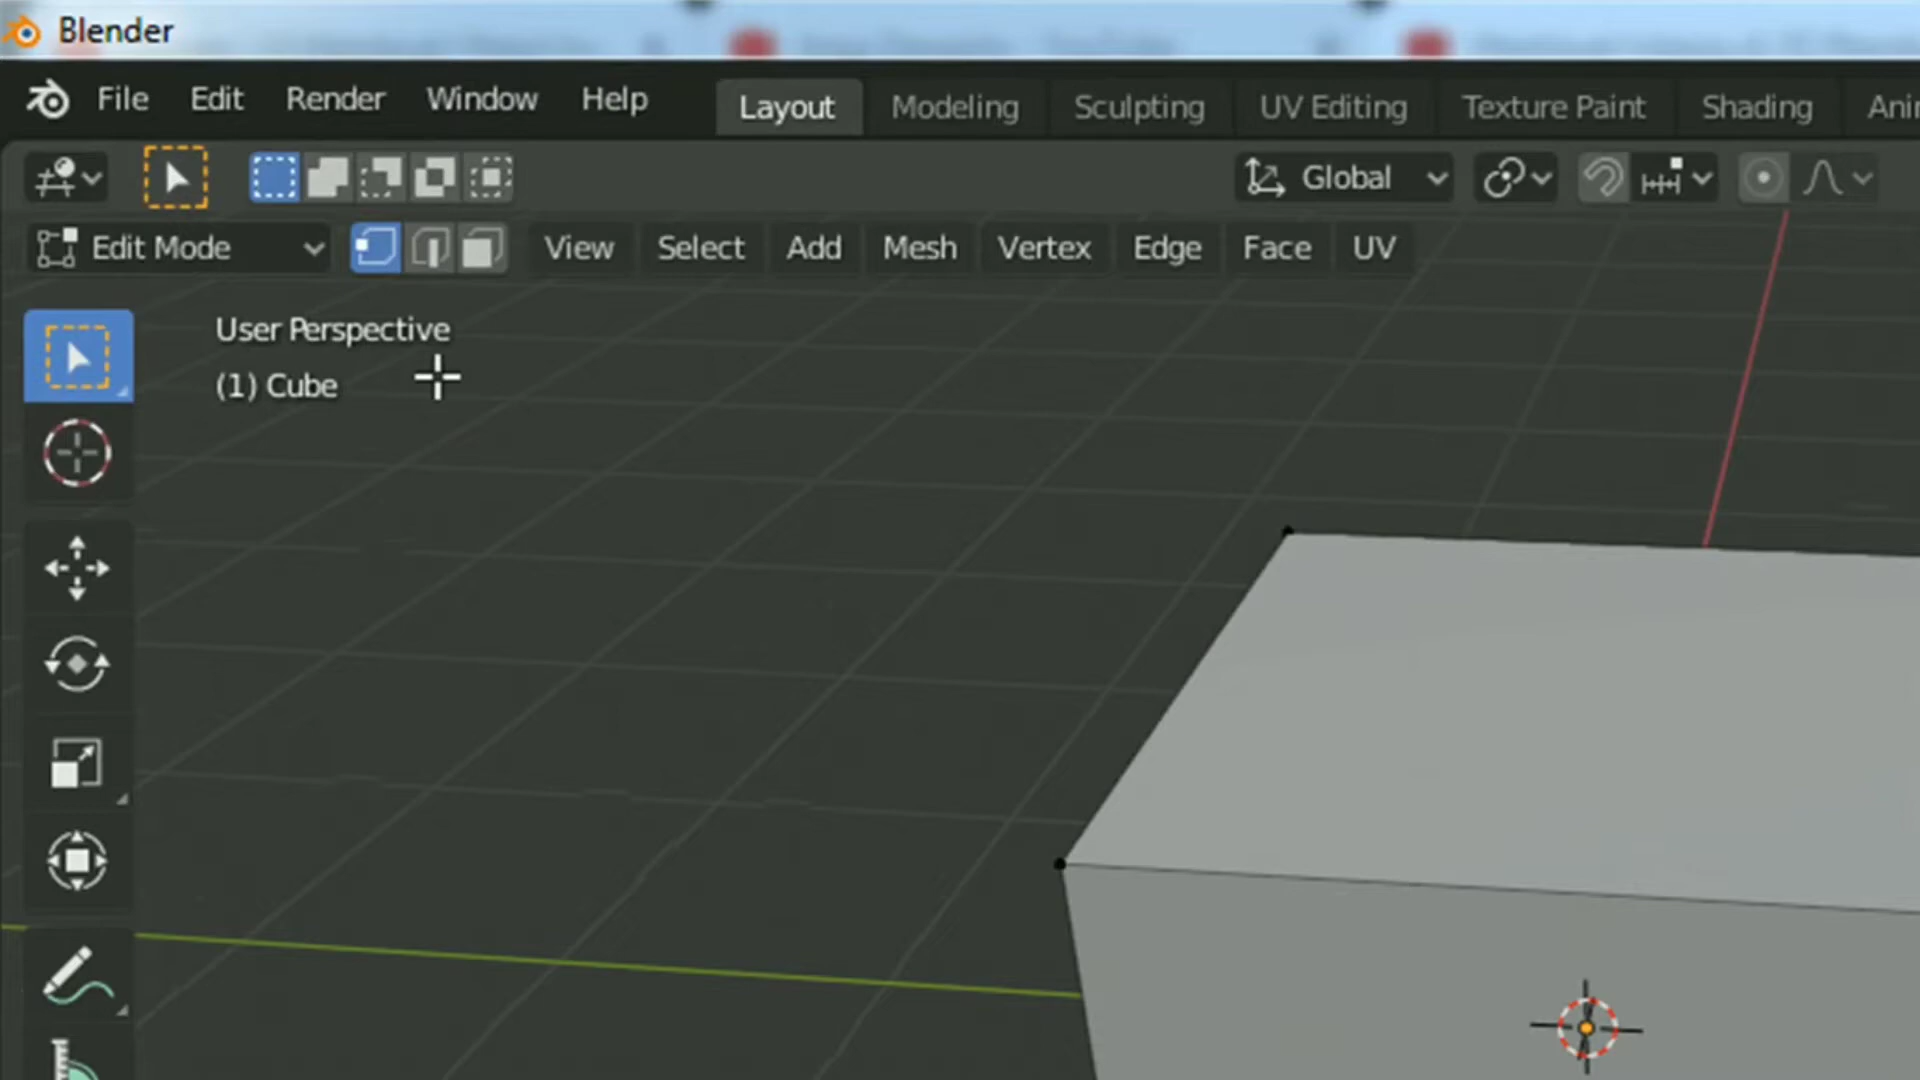 Blender
File Edit Render Window Help Layout Modeling Sculpting UV Editing Texture Paint Shading
Global
Edit Mode View Select Add Mesh Vertex Edge Face UV
User Perspective
(1) Cube